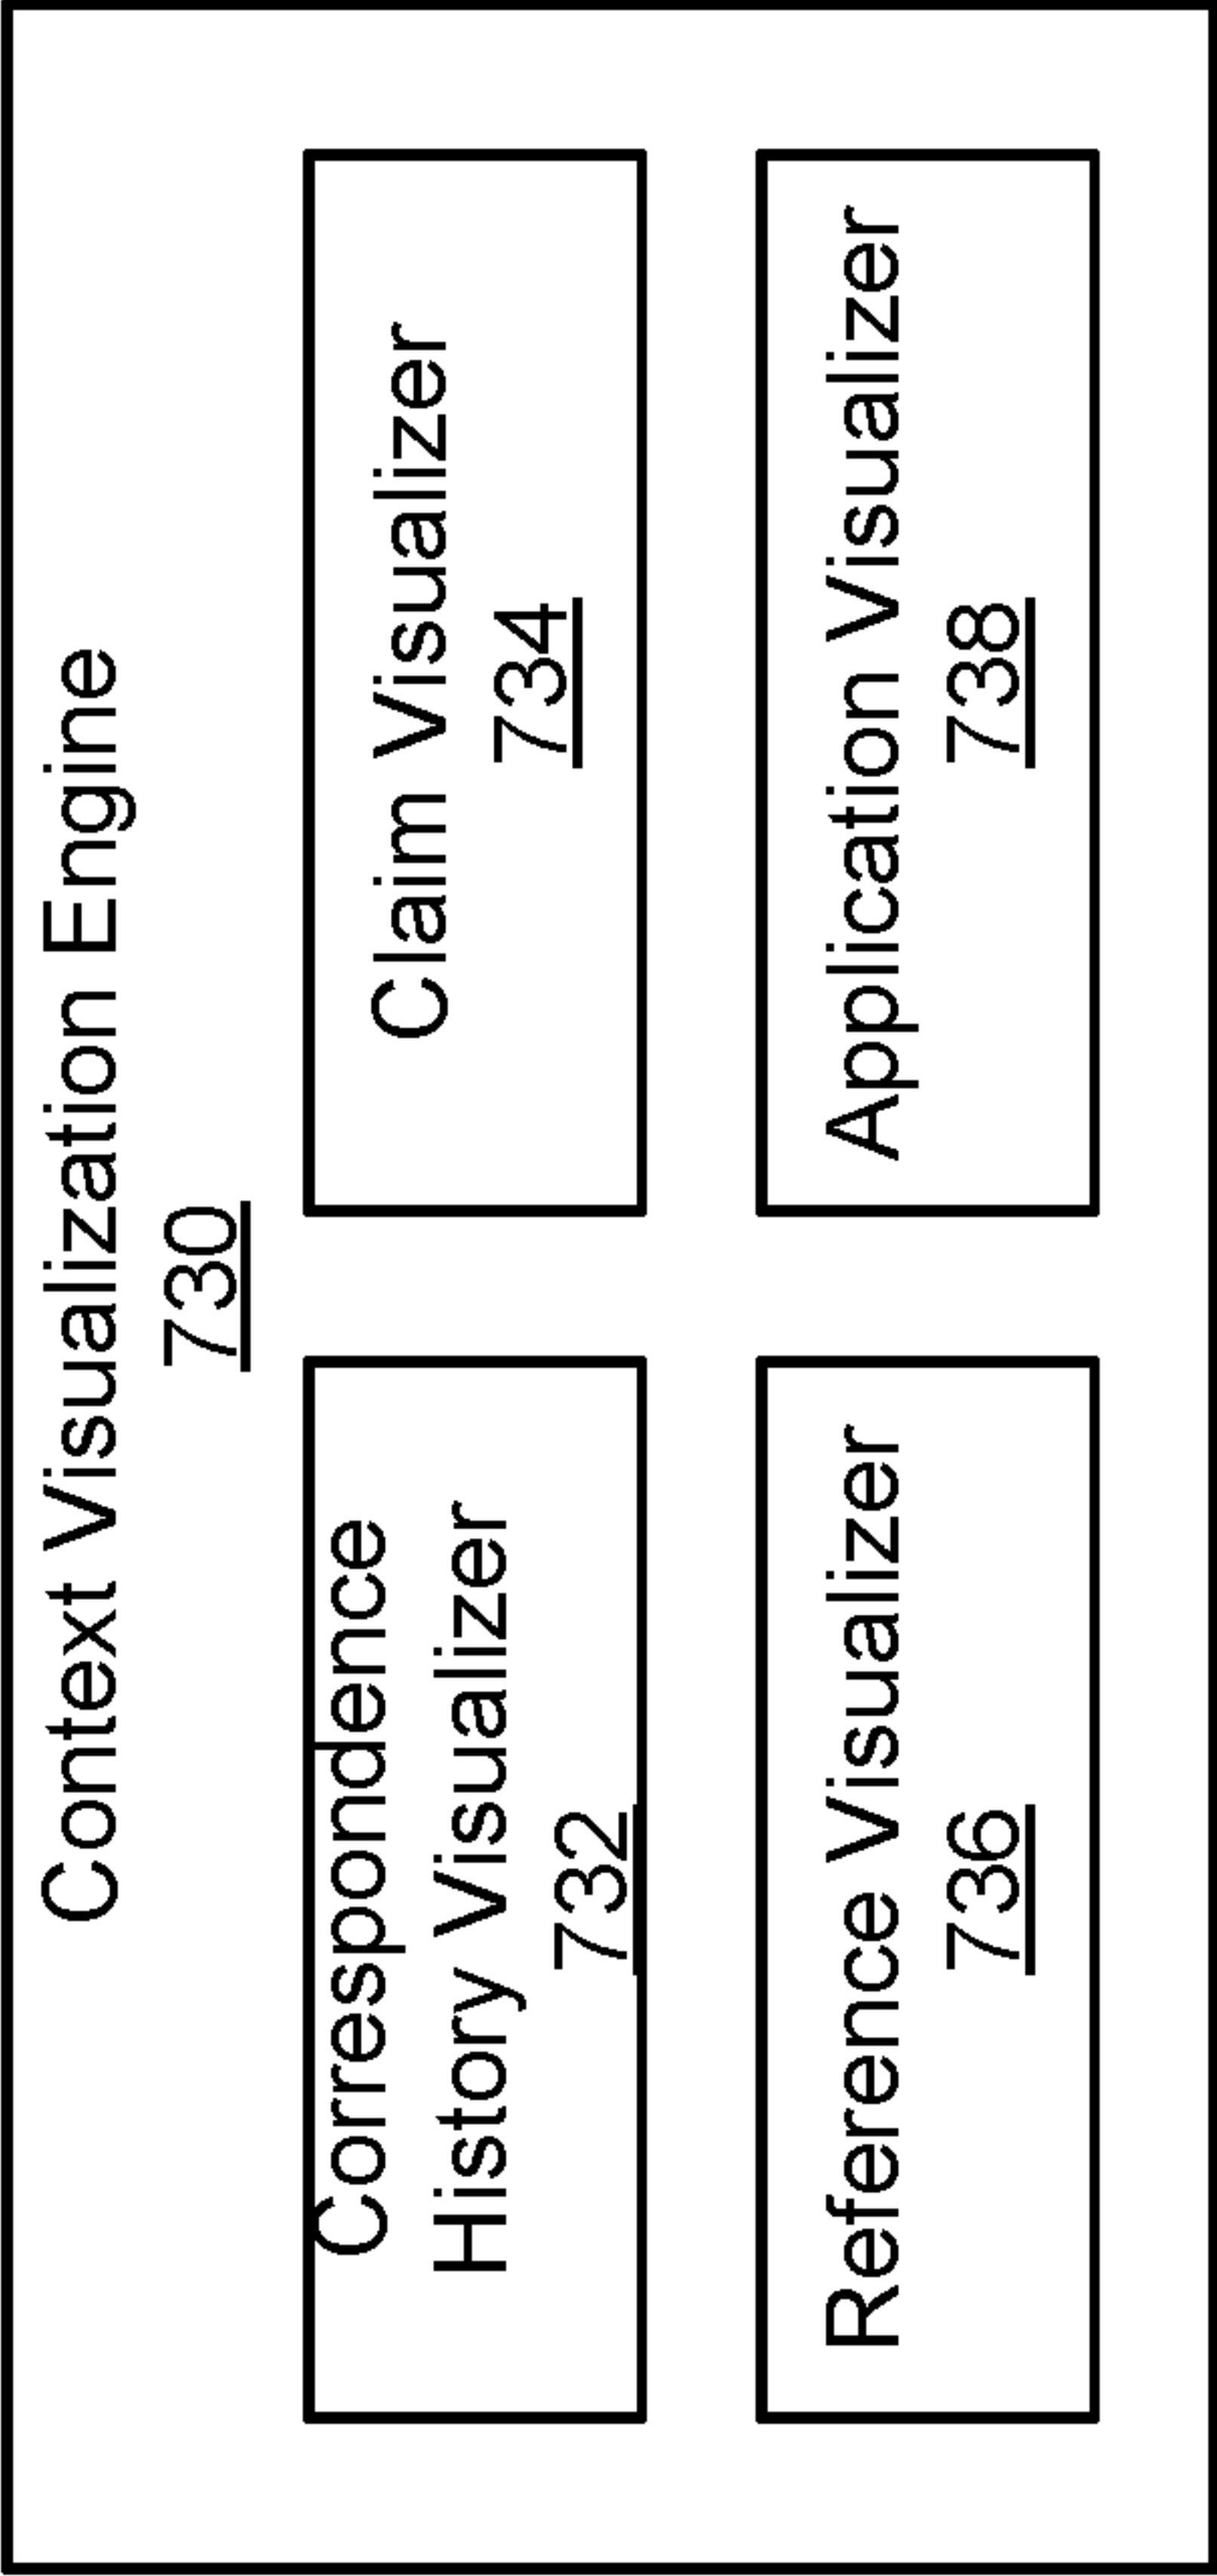 Context Visualization Engine
730
Correspondence
History Visualizer
732
Claim Visualizer
734
Reference Visualizer
736
Application Visualizer
738